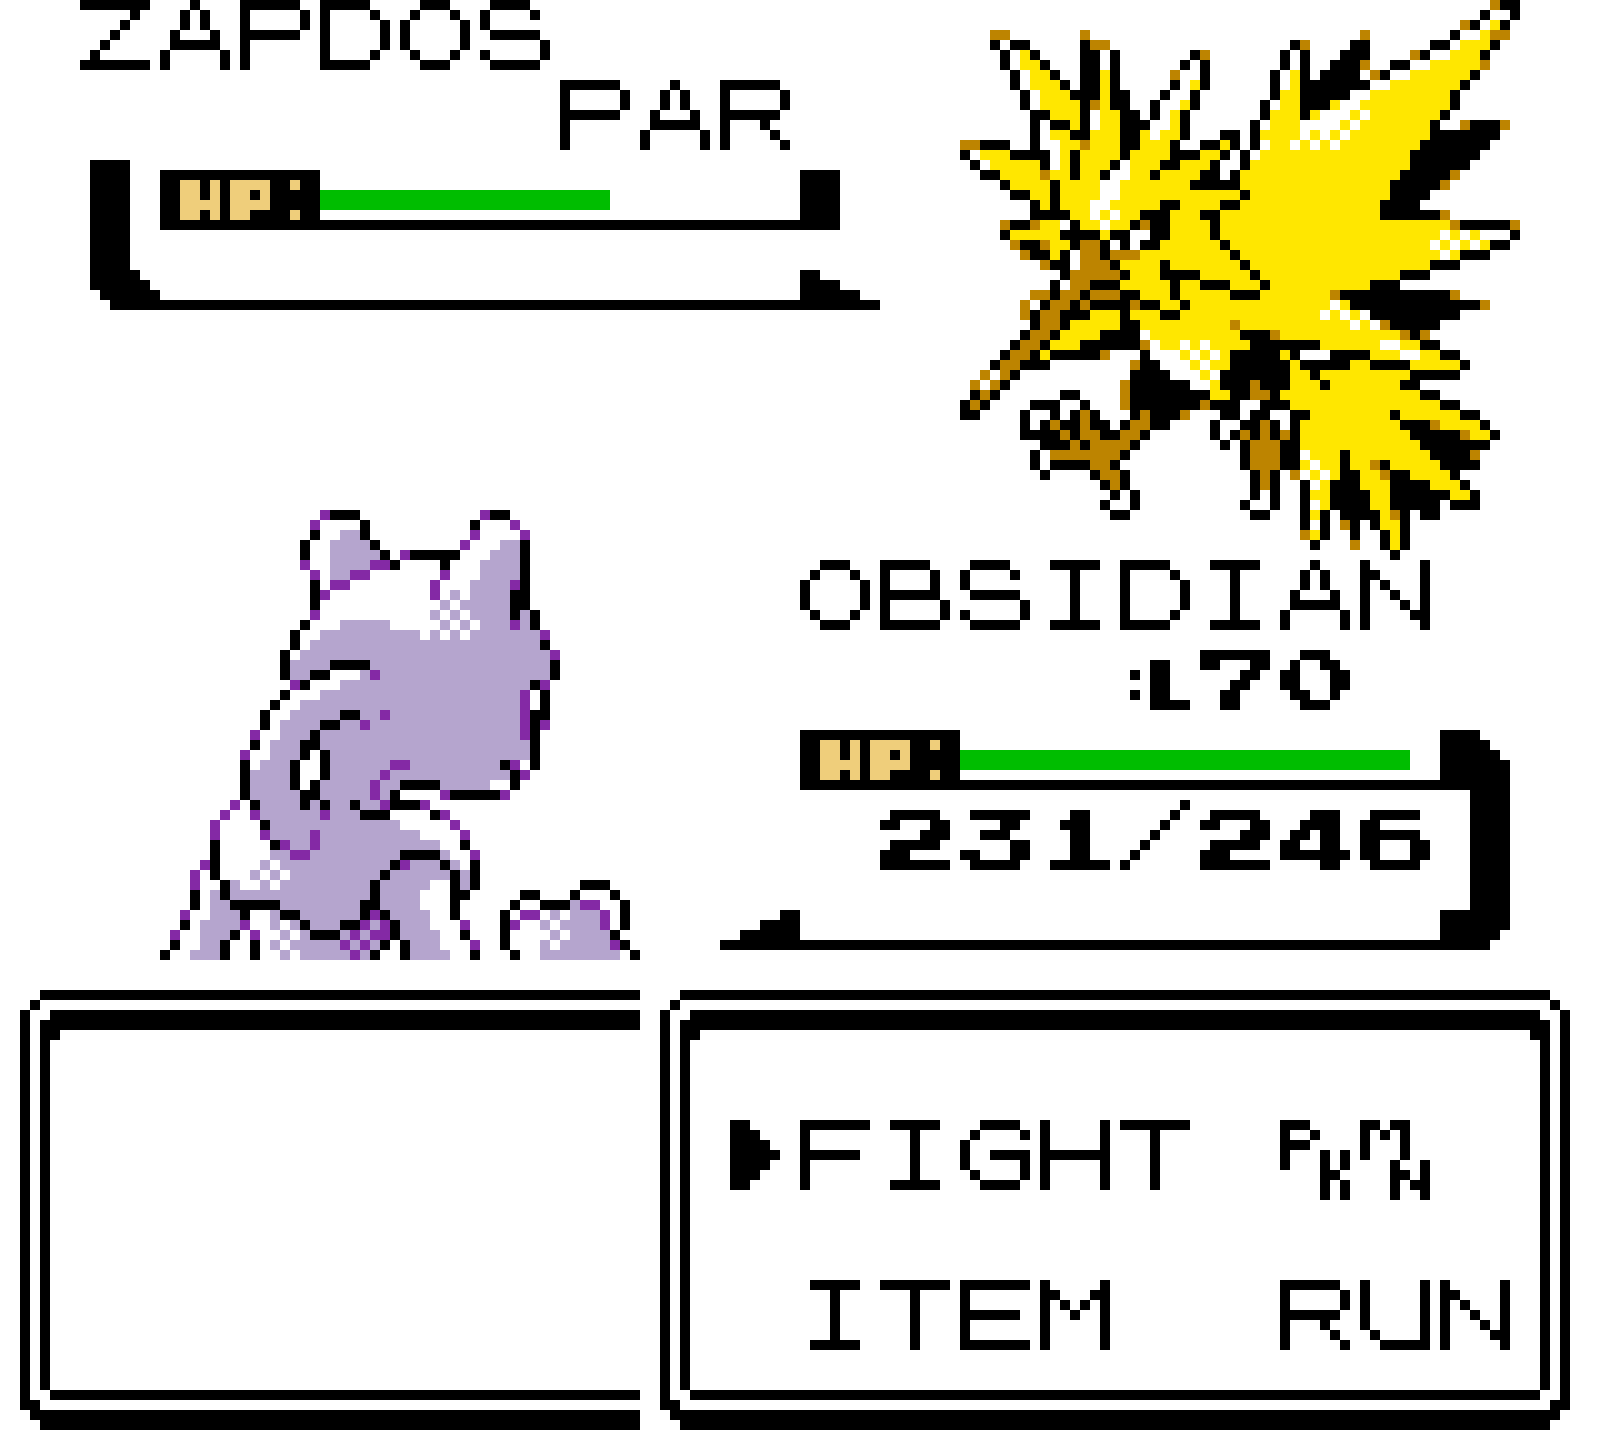 ZAPDOS
PAR
HP:
OBSIDIAN
:L70
HP:
231/246
▶FIGHT PKMN
ITEM RUN